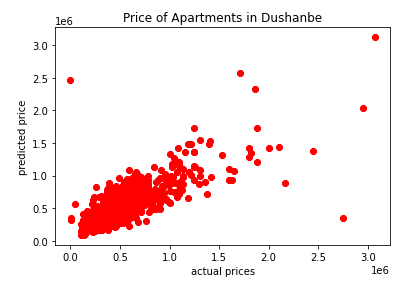 Price of Apartments in Dushanbe
1e6
3.0
2.5
2.0
1.5
1.0
0.5
0.0
predicted price
0.0 0.5 1.0 1.5 2.0 2.5 3.0
actual prices
1e6